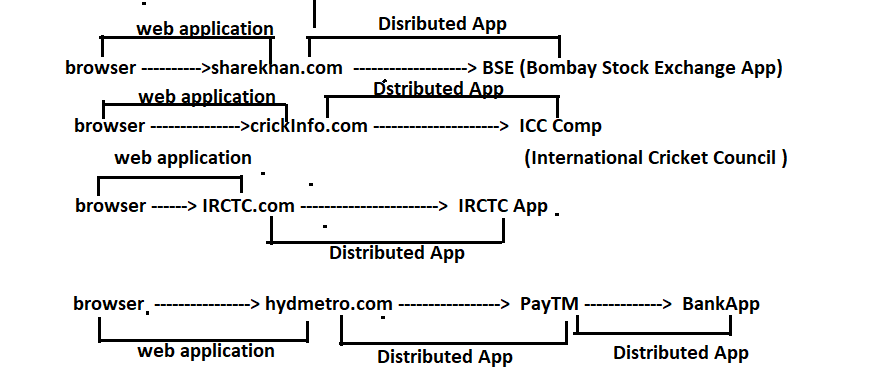 web application Disributed App
browser ---------->sharekhan.com -------------------> BSE (Bombay Stock Exchange App)
web application Dstributed App
browser --------------->crickInfo.com ---------------------> ICC Comp
web application (International Cricket Council )
browser ------> IRCTC.com -----------------------> IRCTC App
Distributed App
browser ----------------> hydmetro.com -----------------> PayTM -------------> BankApp
web application Distributed App Distributed App